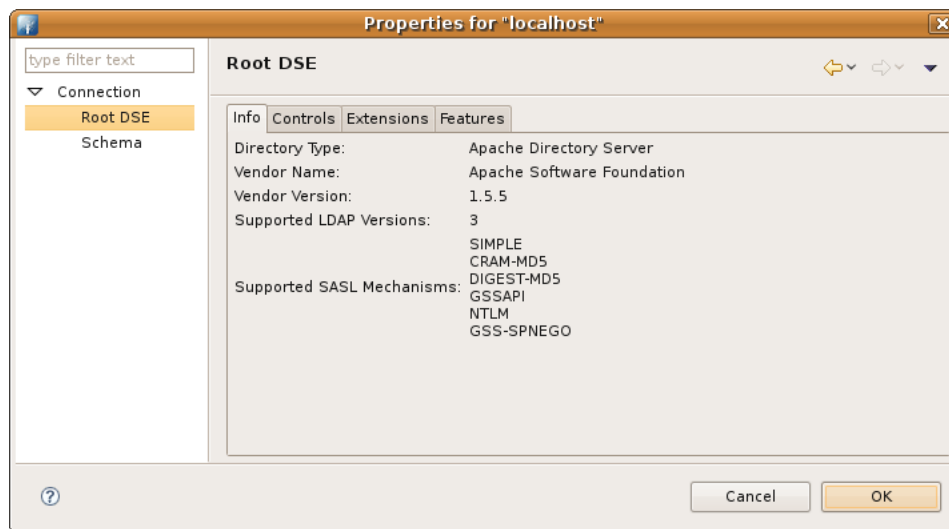 Properties for "localhost"
type filter text
Connection
Root DSE
Schema
Root DSE
Info Controls Extensions Features
Directory Type: Apache Directory Server
Vendor Name: Apache Software Foundation
Vendor Version: 1.5.5
Supported LDAP Versions: 3
Supported SASL Mechanisms: SIMPLE
CRAM-MD5
DIGEST-MD5
GSSAPI
NTLM
GSS-SPNEGO
Cancel OK